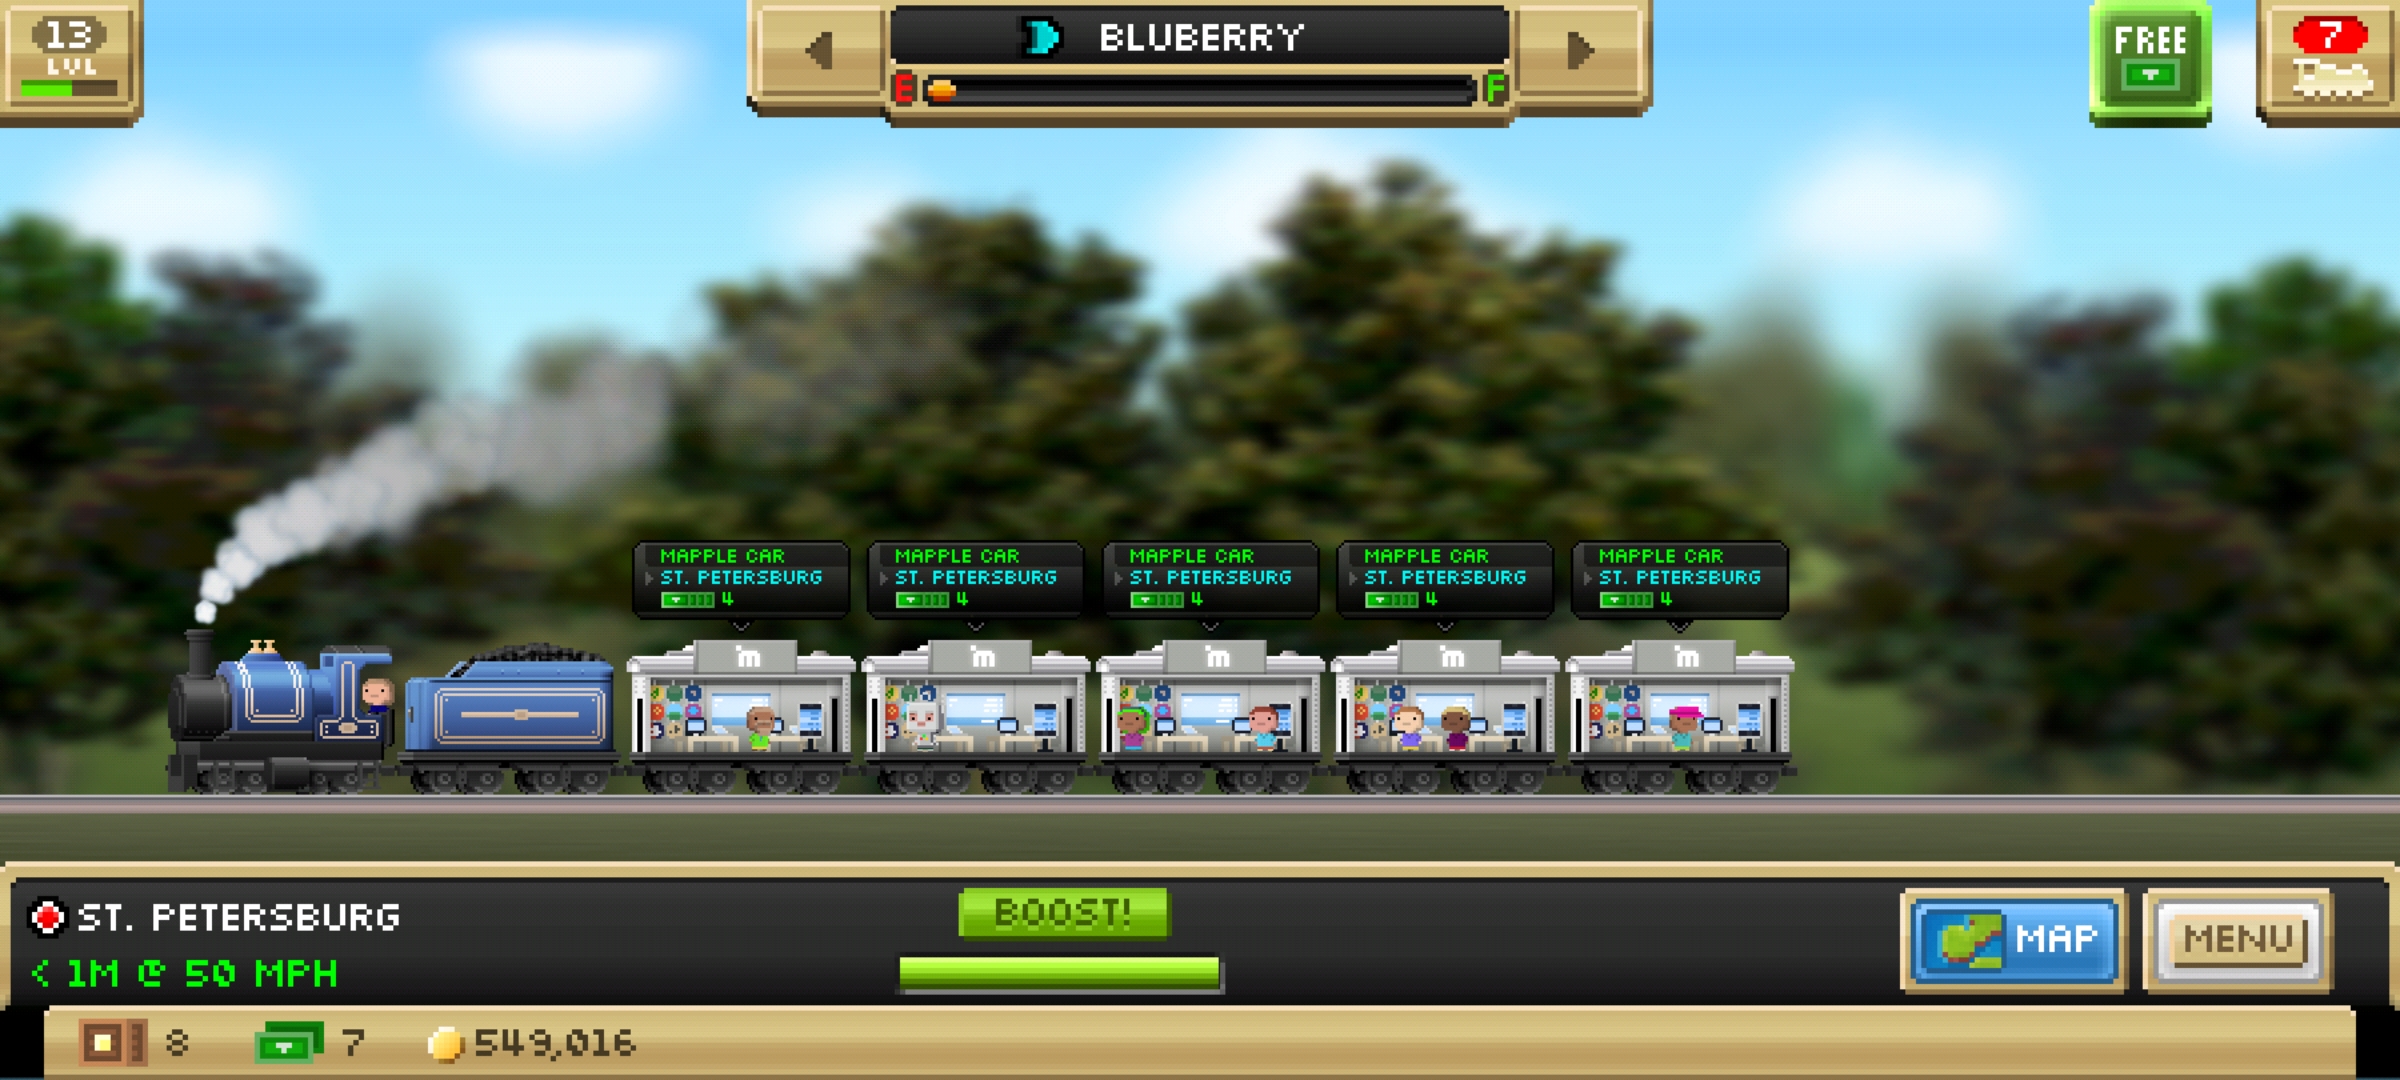 13
LVL
BLUBERRY
E
F
FREE
7
MAPPLE CAR
ST. PETERSBURG
4
MAPPLE CAR
ST. PETERSBURG
4
MAPPLE CAR
ST. PETERSBURG
4
MAPPLE CAR
ST. PETERSBURG
4
MAPPLE CAR
ST. PETERSBURG
4
m
m
m
m
m
ST. PETERSBURG
< 1M @ 50 MPH
BOOST!
MAP
MENU
8
7
549,016